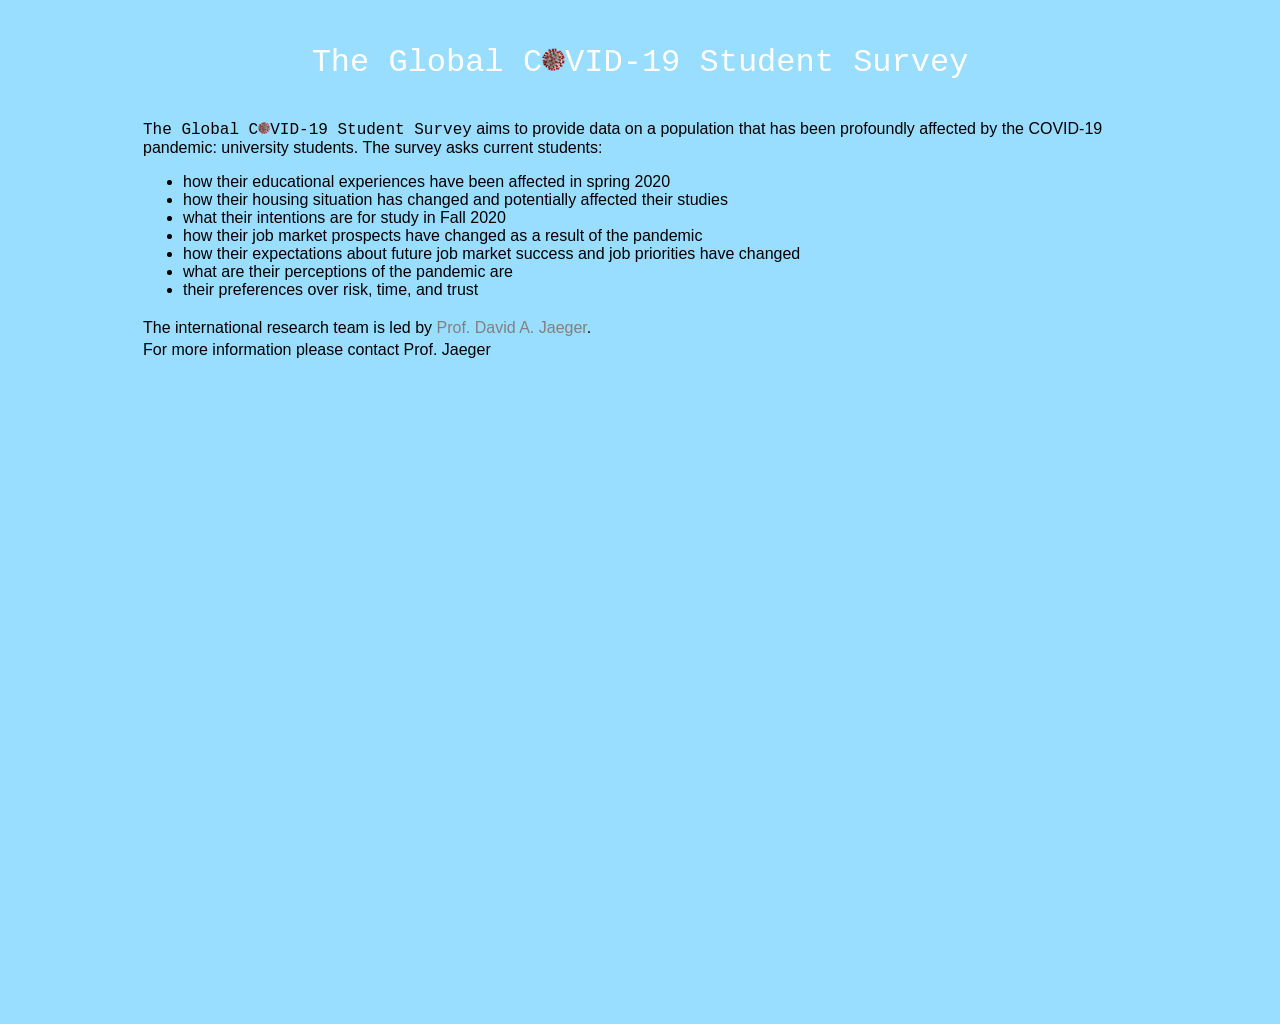 The Global COVID-19 Student Survey
The Global COVID-19 Student Survey aims to provide data on a population that has been profoundly affected by the COVID-19
pandemic: university students. The survey asks current students:
• how their educational experiences have been affected in spring 2020
• how their housing situation has changed and potentially affected their studies
• what their intentions are for study in Fall 2020
• how their job market prospects have changed as a result of the pandemic
• how their expectations about future job market success and job priorities have changed
• what are their perceptions of the pandemic are
• their preferences over risk, time, and trust
The international research team is led by Prof. David A. Jaeger.
For more information please contact Prof. Jaeger